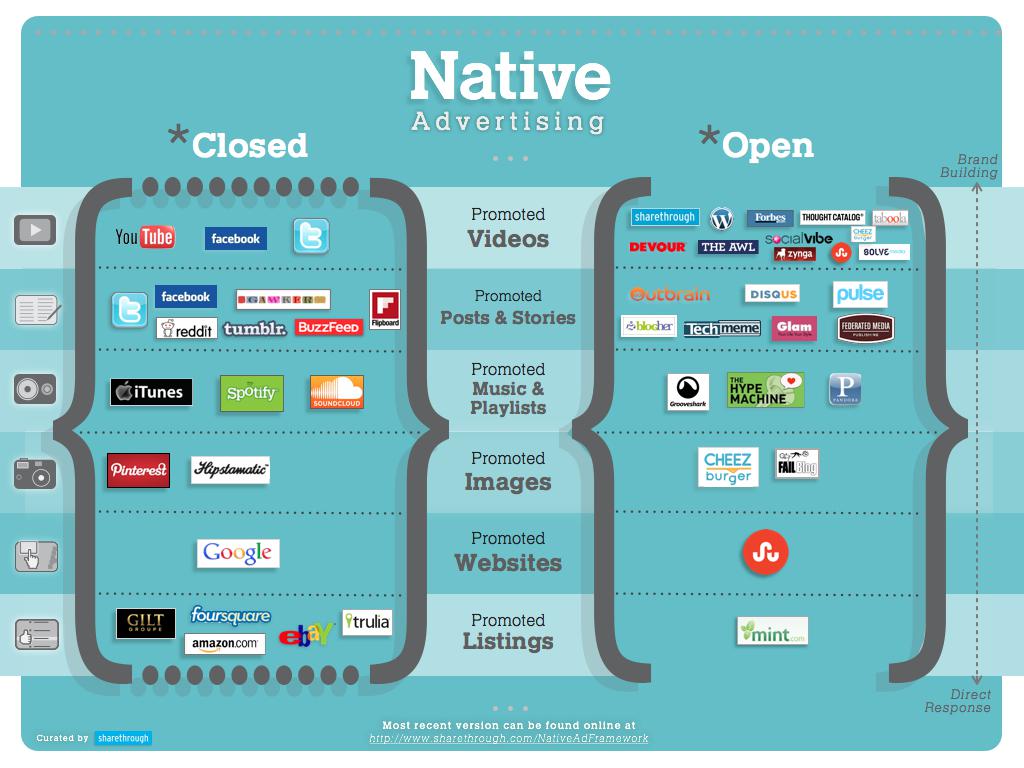 Native
Advertising
*Closed
*Open
Brand
Building
Promoted
Videos
YouTube
facebook
sharethrough
Forbes
THOUGHT CATALOG
taboola
DEVOUR
THE AWL
socialvibe
CHEEZ
burger
zynga
SOLVE
Promoted
Posts & Stories
facebook
GAWKER
Flipboard
reddit
tumblr.
BUZZFEED
Outbrain
DISQUS
pulse
blogher
Techmeme
Glam
FEDERATED MEDIA
PUBLISHING
Promoted
Music &
Playlists
iTunes
Spotify
SOUNDCLOUD
Grooveshark
THE
HYPE
MACHINE
P
PANDORA
Promoted
Images
Pinterest
Hipstamatic
CHEEZ
burger
FAIL Blog
Promoted
Websites
Google
Promoted
Listings
GILT
GROUPE
foursquare
amazon.com
ebay
trulia
mint.com
Direct
Response
Most recent version can be found online at
http://www.sharethrough.com/NativeAdFramework
Curated by sharethrough